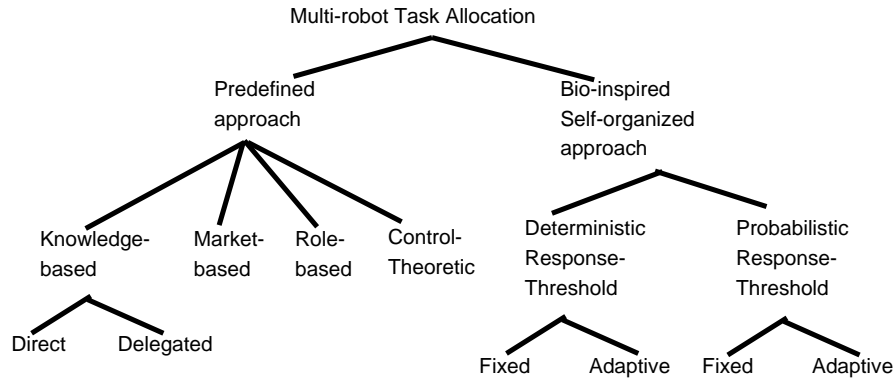 Multi-robot Task Allocation
Predefined
approach
Bio-inspired
Self-organized
approach
Knowledge-
based
Market-
based
Role-
based
Control-
Theoretic
Deterministic
Response-
Threshold
Probabilistic
Response-
Threshold
Direct
Delegated
Fixed
Adaptive
Fixed
Adaptive